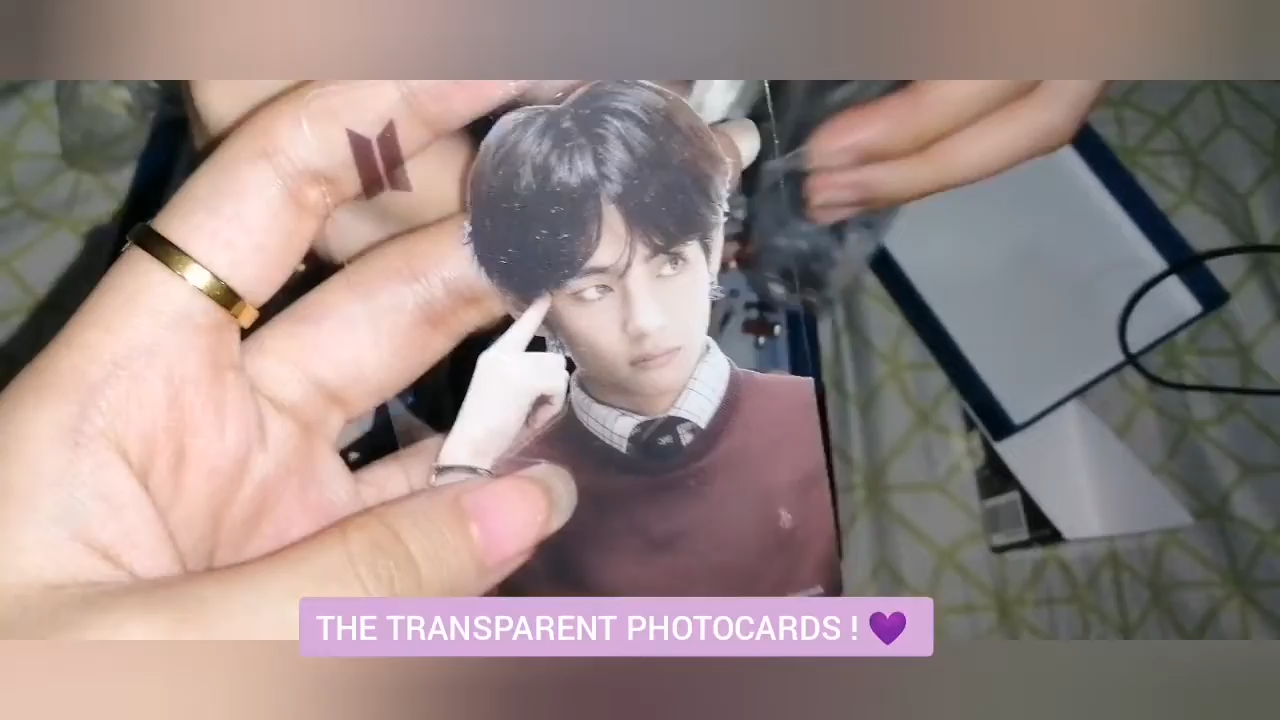 THE TRANSPARENT PHOTOCARDS ! 💜